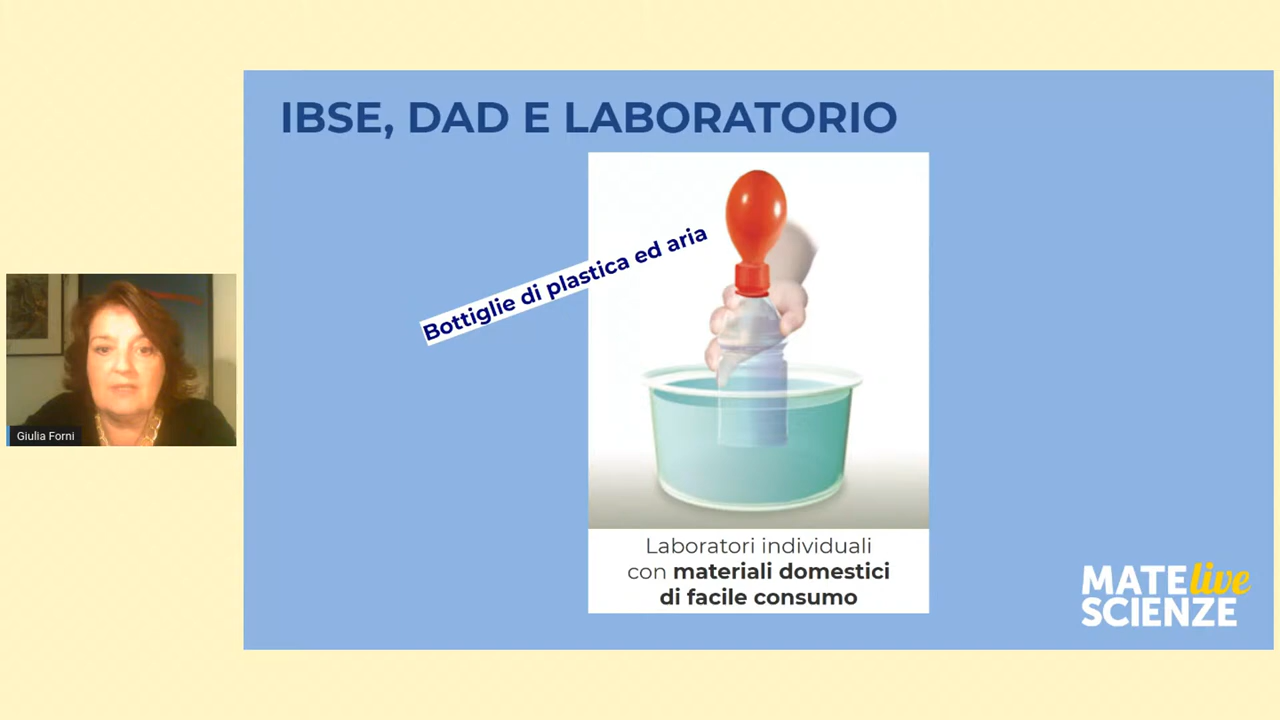 IBSE, DAD E LABORATORIO
Bottiglie di plastica ed aria
Giulia Forni
Laboratori individuali
con materiali domestici
di facile consumo
MATE live
SCIENZE